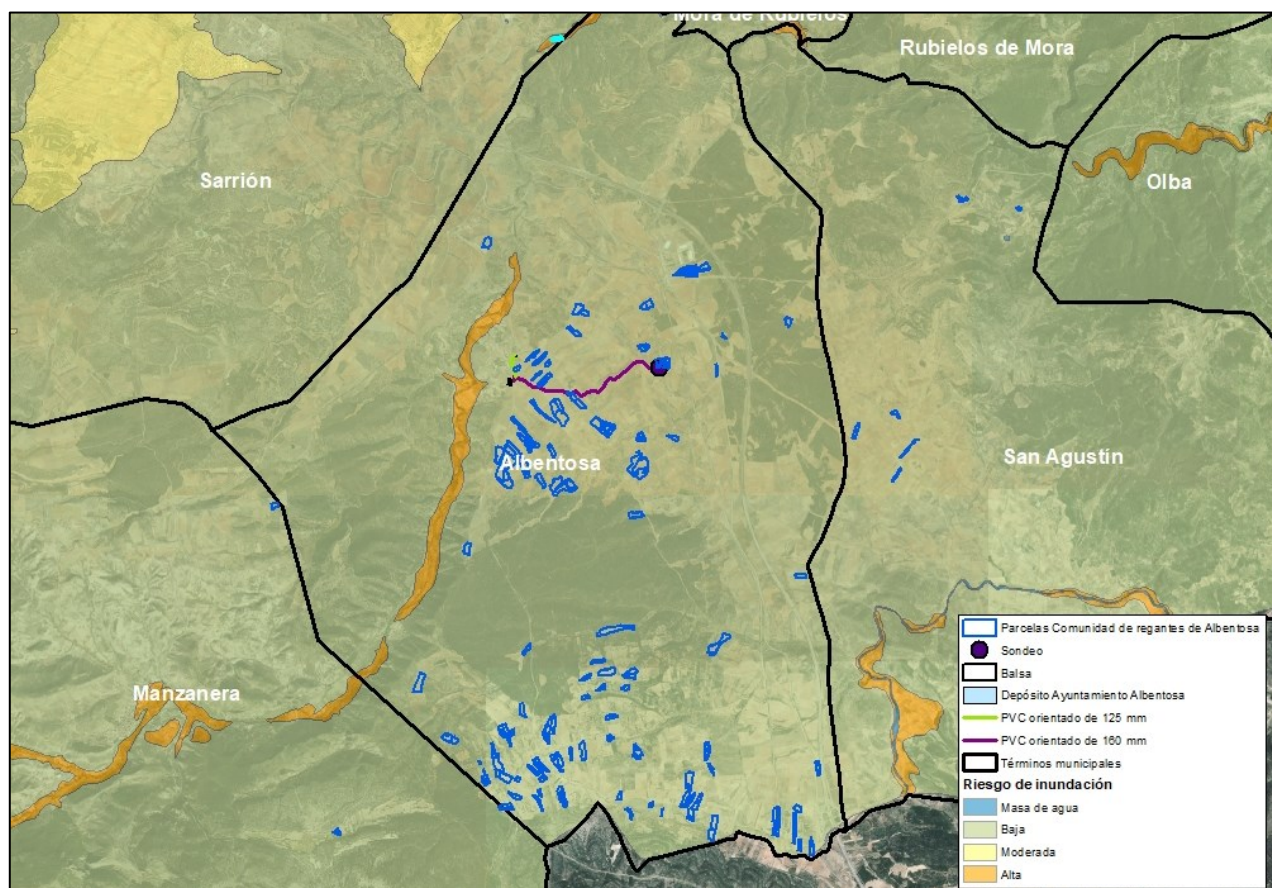 Mora de Rubielos
Rubielos de Mora
Sarrión
Olba
Albentosa
San Agustín
Manzanera
Parcelas Comunidad de regantes de Albentosa
Sondeo
Balsa
Depósito Ayuntamiento Albentosa
PVC orientado de 125 mm
PVC orientado de 160 mm
Términos municipales
Riesgo de inundación
Masa de agua
Baja
Moderada
Alta